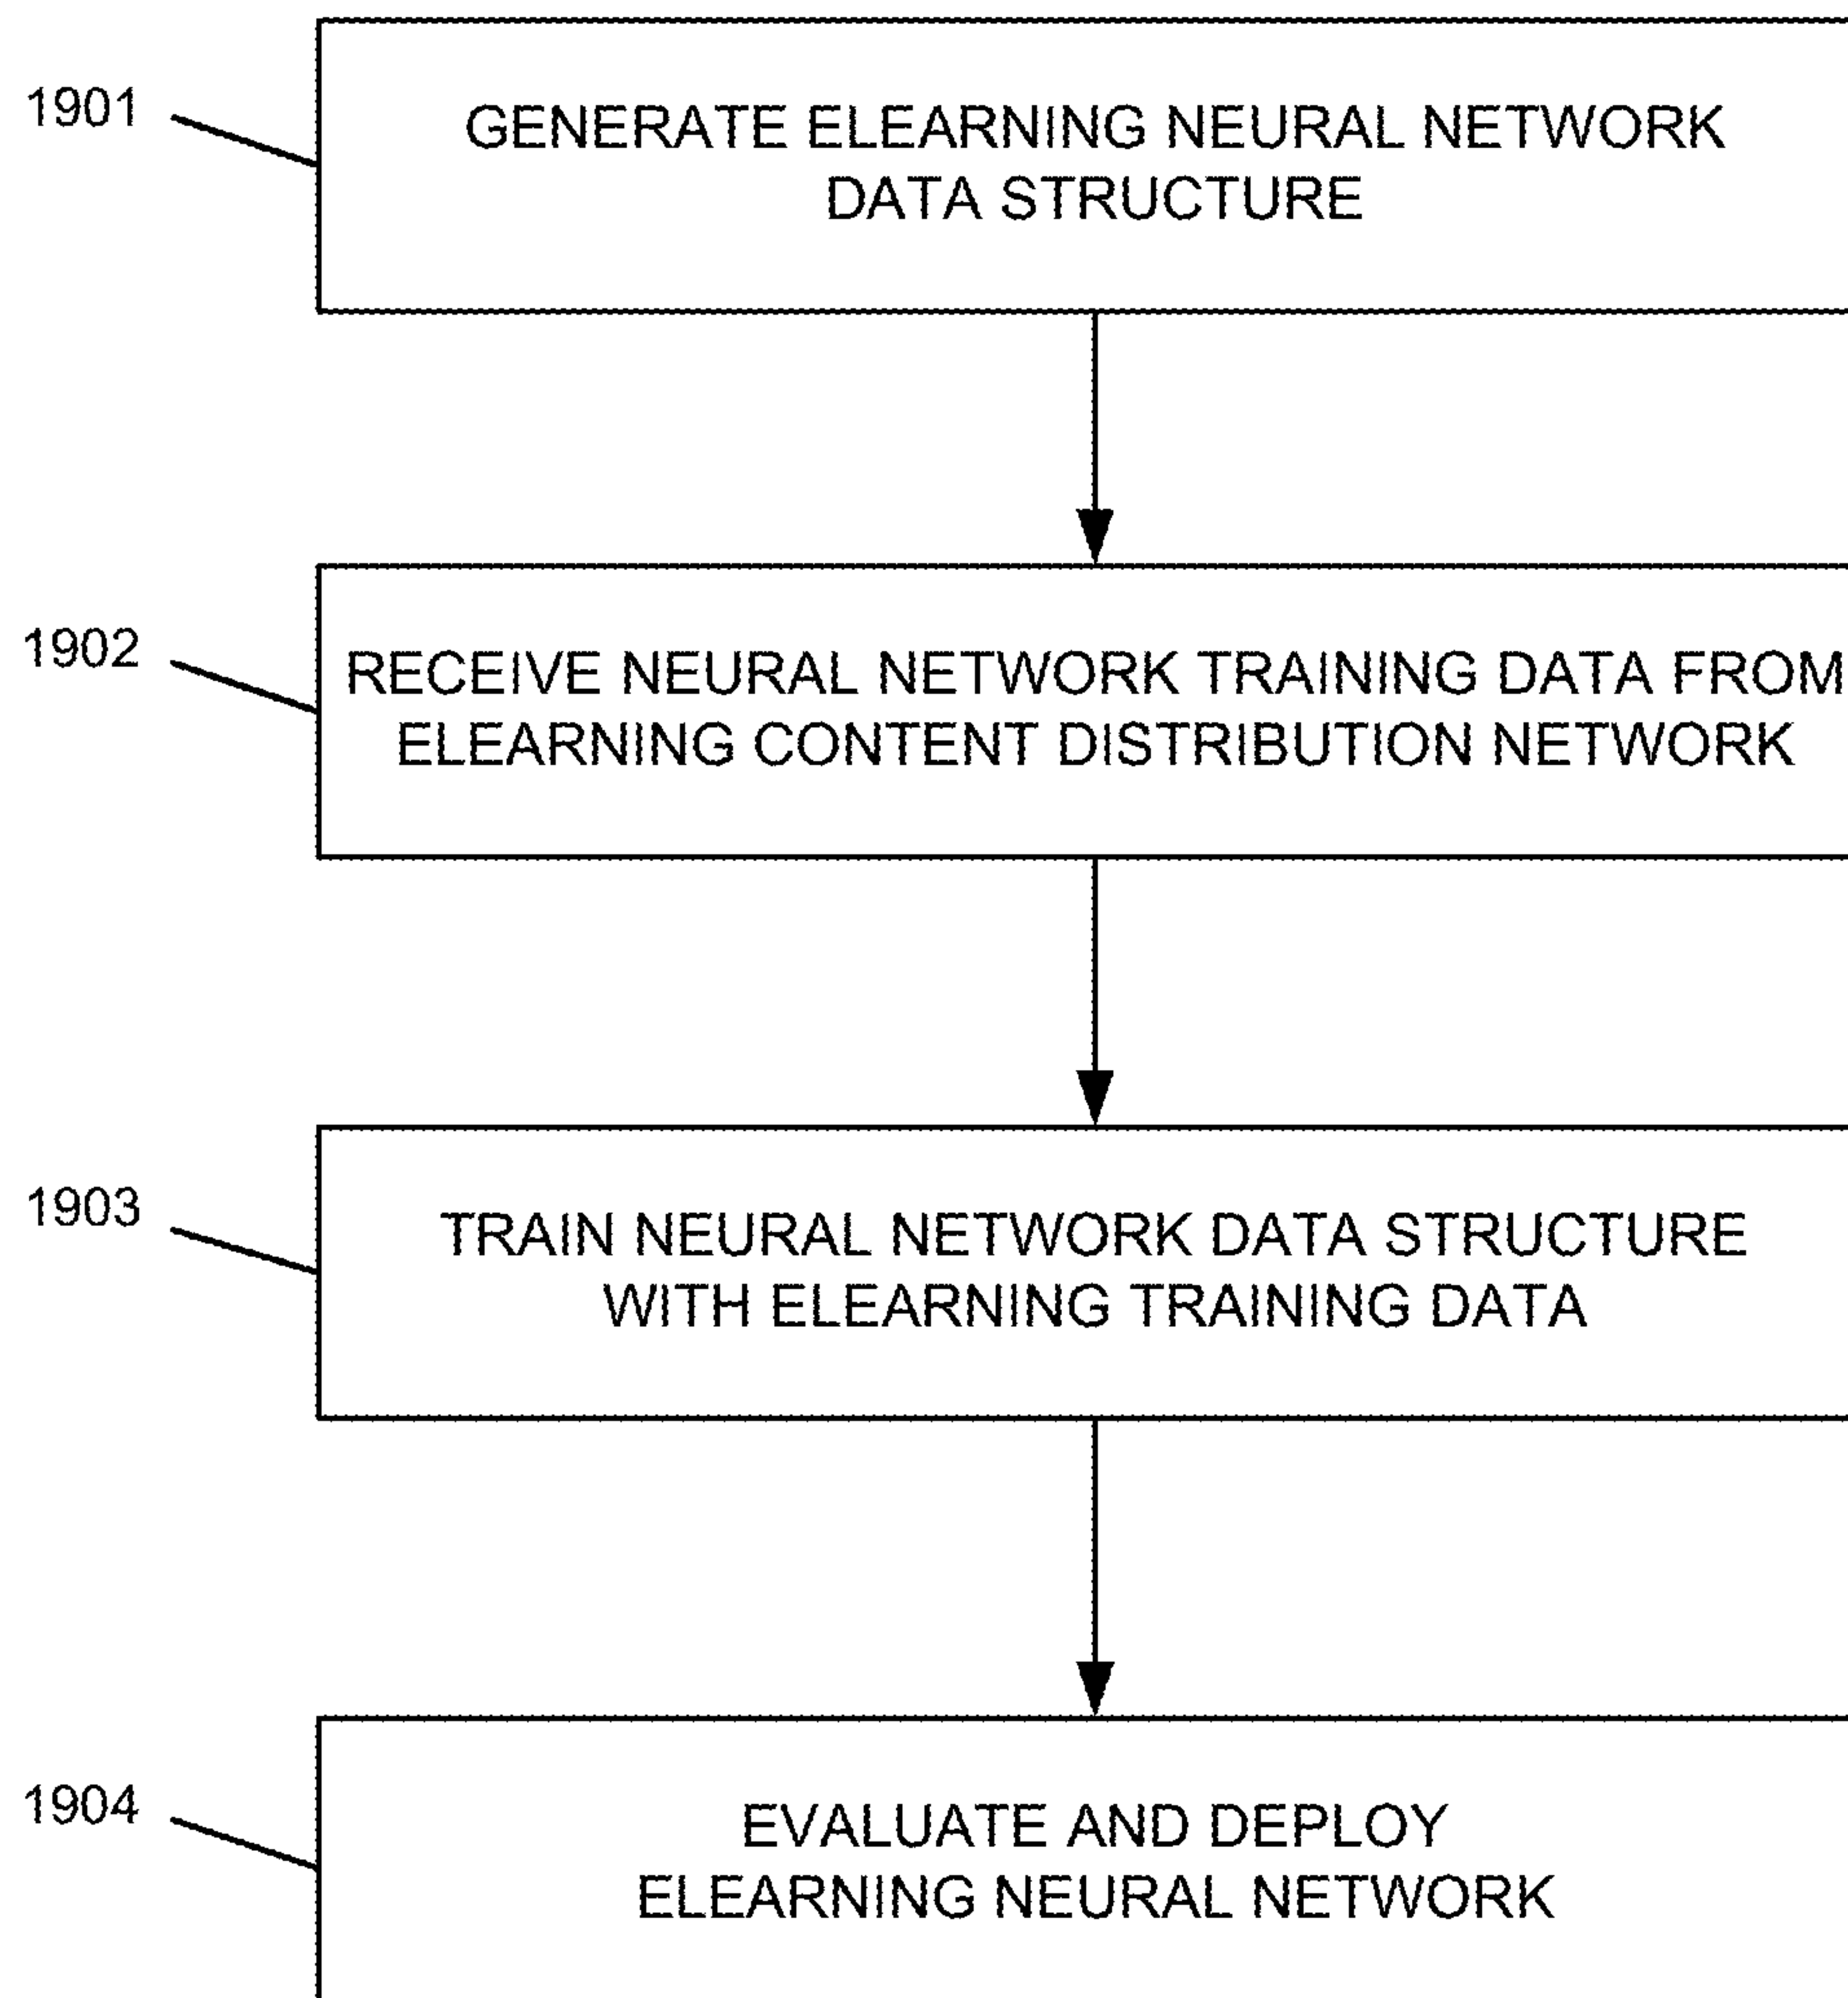 1901
GENERATE ELEARNING NEURAL NETWORK
DATA STRUCTURE
1902
RECEIVE NEURAL NETWORK TRAINING DATA FROM
ELEARNING CONTENT DISTRIBUTION NETWORK
1903
TRAIN NEURAL NETWORK DATA STRUCTURE
WITH ELEARNING TRAINING DATA
1904
EVALUATE AND DEPLOY
ELEARNING NEURAL NETWORK